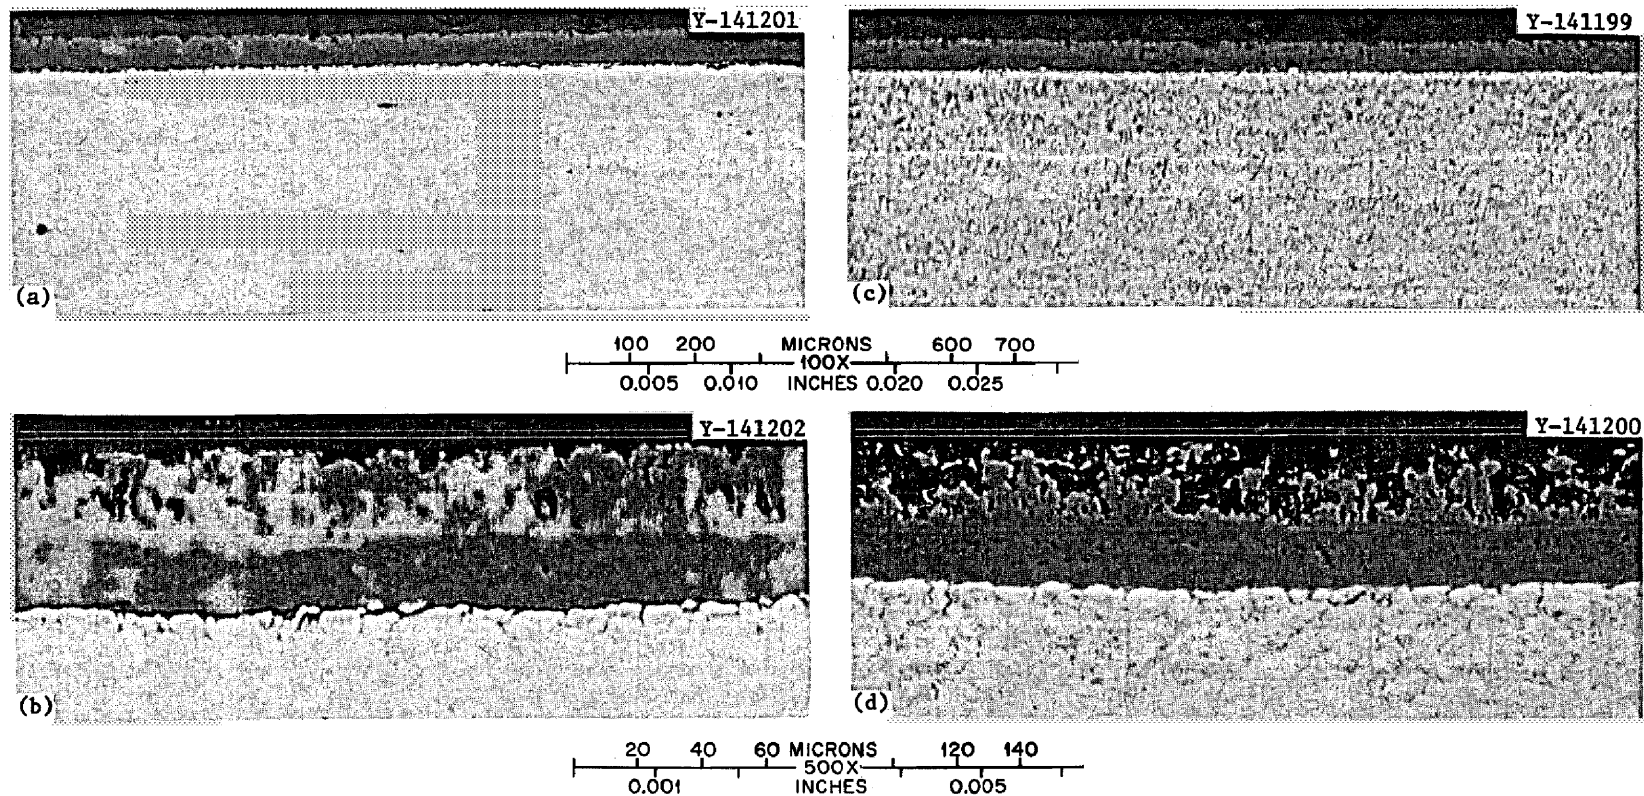 Y-141201
Y-141199
(a)
(c)
100 200 MICRONS 600 700
100X
0.005 0.010 INCHES 0.020 0.025
Y-141202
Y-141200
(b)
(d)
20 40 60 MICRONS 120 140
500X
0.001 INCHES 0.005